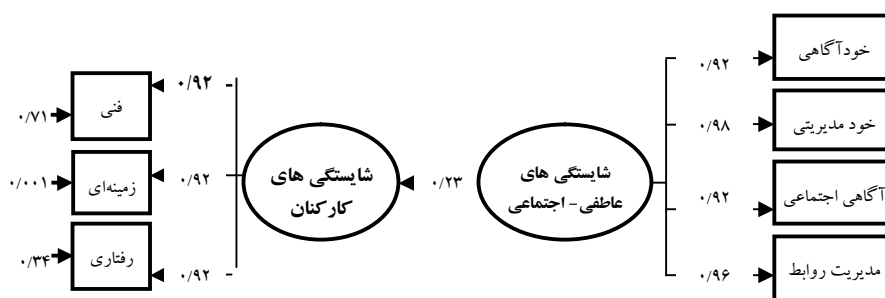 خودآگاهی
۰/۹۲
خود مدیریتی
۰/۹۸
آگاهی اجتماعی
۰/۹۲
مدیریت روابط
۰/۹۶
شایستگی های
عاطفی- اجتماعی
۰/۲۳
شایستگی های
کارکنان
۰/۹۲
فنی
۰/۷۱
۰/۹۲
زمینه‌ای
۰/۰۰۱
۰/۹۲
رفتاری
۰/۳۴